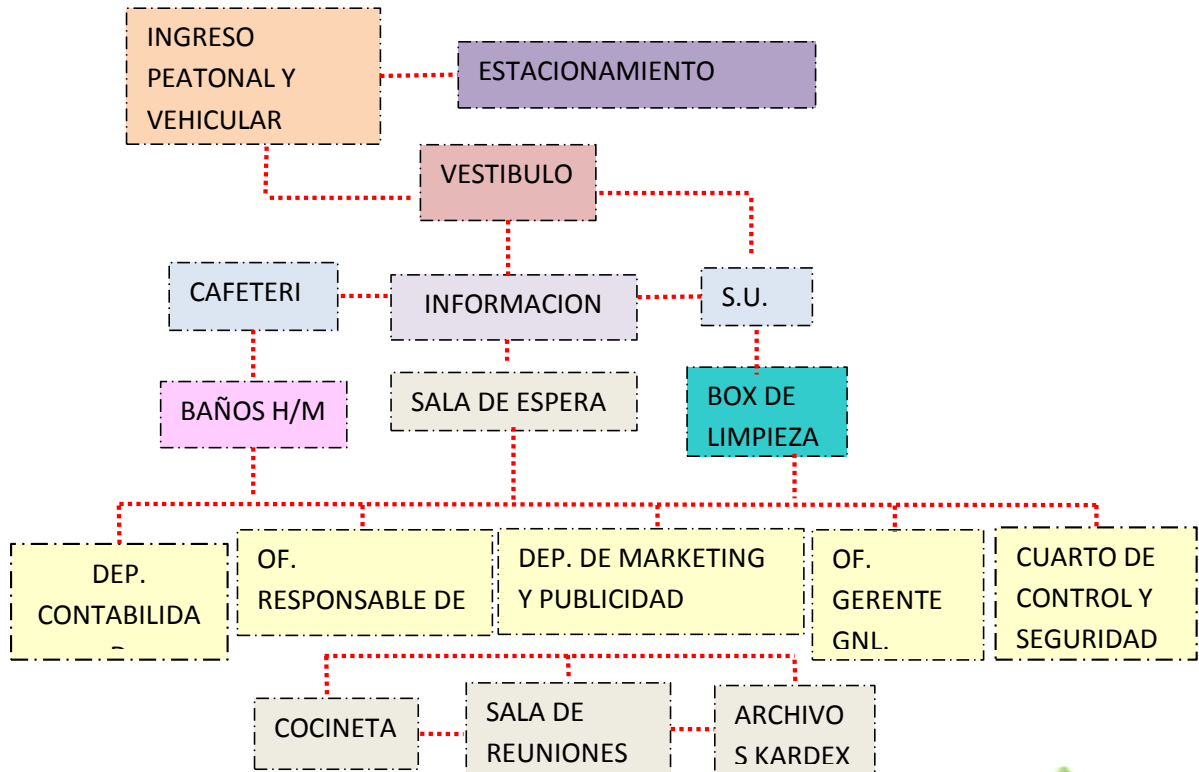 INGRESO
PEATONAL Y
VEHICULAR
ESTACIONAMIENTO
VESTIBULO
CAFETERI
INFORMACION
S.U.
BAÑOS H/M
SALA DE ESPERA
BOX DE
LIMPIEZA
DEP.
CONTABILIDA
OF.
RESPONSABLE DE
DEP. DE MARKETING
Y PUBLICIDAD
OF.
GERENTE
GNL.
CUARTO DE
CONTROL Y
SEGURIDAD
COCINETA
SALA DE
REUNIONES
ARCHIVO
S KARDEX